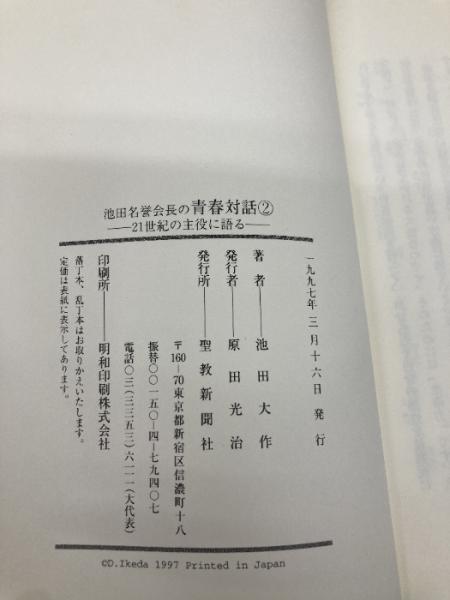 池田名誉会長の青春対話②
――21世紀の主役に語る――
一九九七年三月十六日 発行
著 者――池田大作
発行者――原田光治
発行所――聖教新聞社
〒160―70東京都新宿区信濃町十八
振替〇〇一五〇―四―七九四〇七
電話〇三(三三五三)六一一一(大代表)
印刷所――明和印刷株式会社
落丁本、乱丁本はお取りかえいたします。
定価は表紙に表示してあります。
©D.Ikeda 1997 Printed in Japan